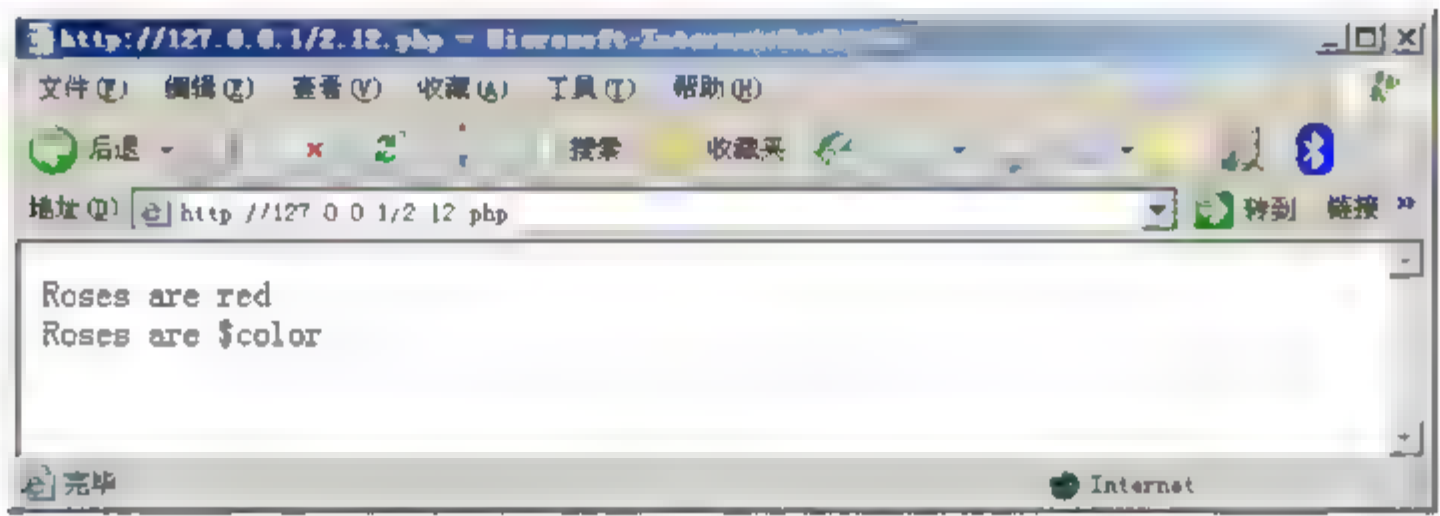 http://127.0.0.1/2.12.php - Microsoft
文件(F) 编辑(E) 查看(V) 收藏(A) 工具(T) 帮助(H)
后退 搜索 收藏夹
地址(D) http //127 0 0 1/2 12 php 转到 链接 »
Roses are red
Roses are $color
完毕 Internet